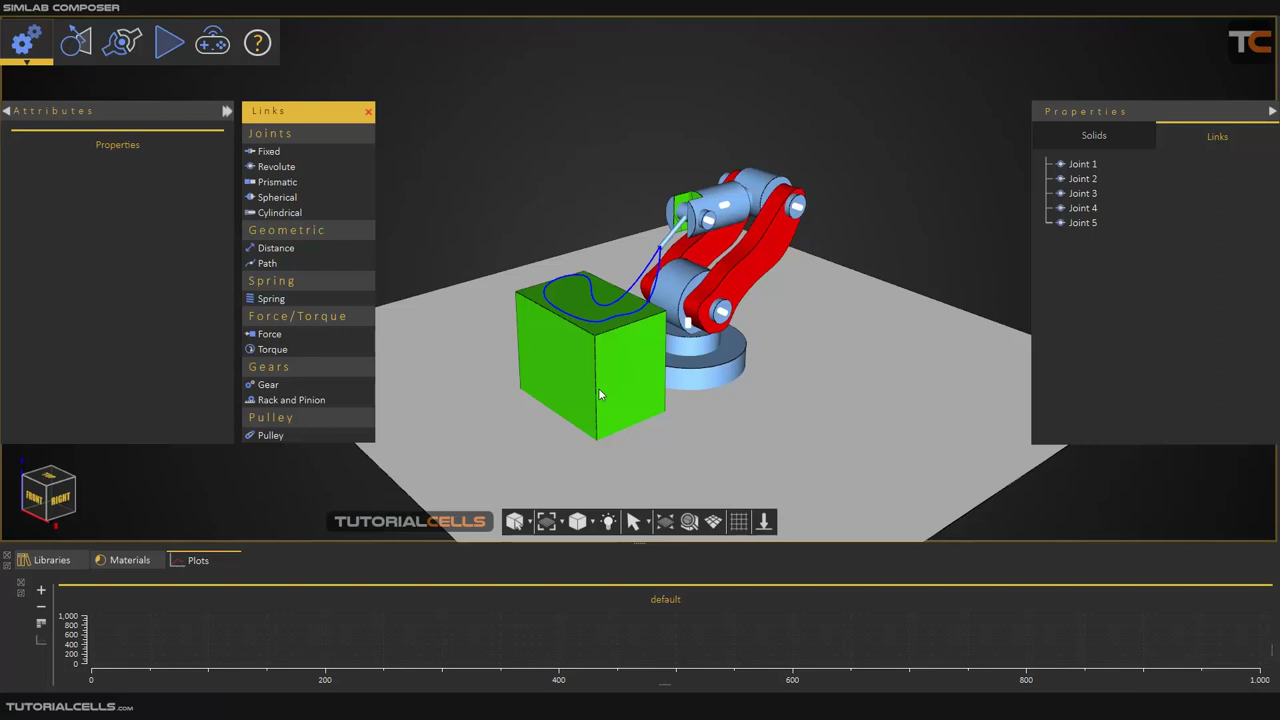 SIMLAB COMPOSER
?
TC
Attributes
Properties
Links
Joints
Fixed
Revolute
Prismatic
Spherical
Cylindrical
Geometric
Distance
Path
Spring
Spring
Force/Torque
Force
Torque
Gears
Gear
Rack and Pinion
Pulley
Pulley
Properties
Solids
Links
Joint 1
Joint 2
Joint 3
Joint 4
Joint 5
TOP
FRONT
RIGHT
TUTORIALCELLS
Libraries
Materials
Plots
default
1,000
800
600
400
200
0
0
200
400
600
800
1.000
TUTORIALCELLS.com